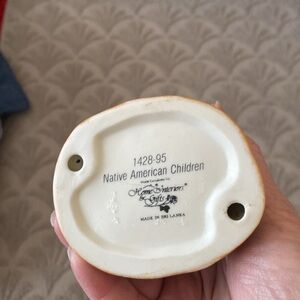 1428-95
Native American Children
Home Interiors
& Gifts
MADE IN SRI LANKA